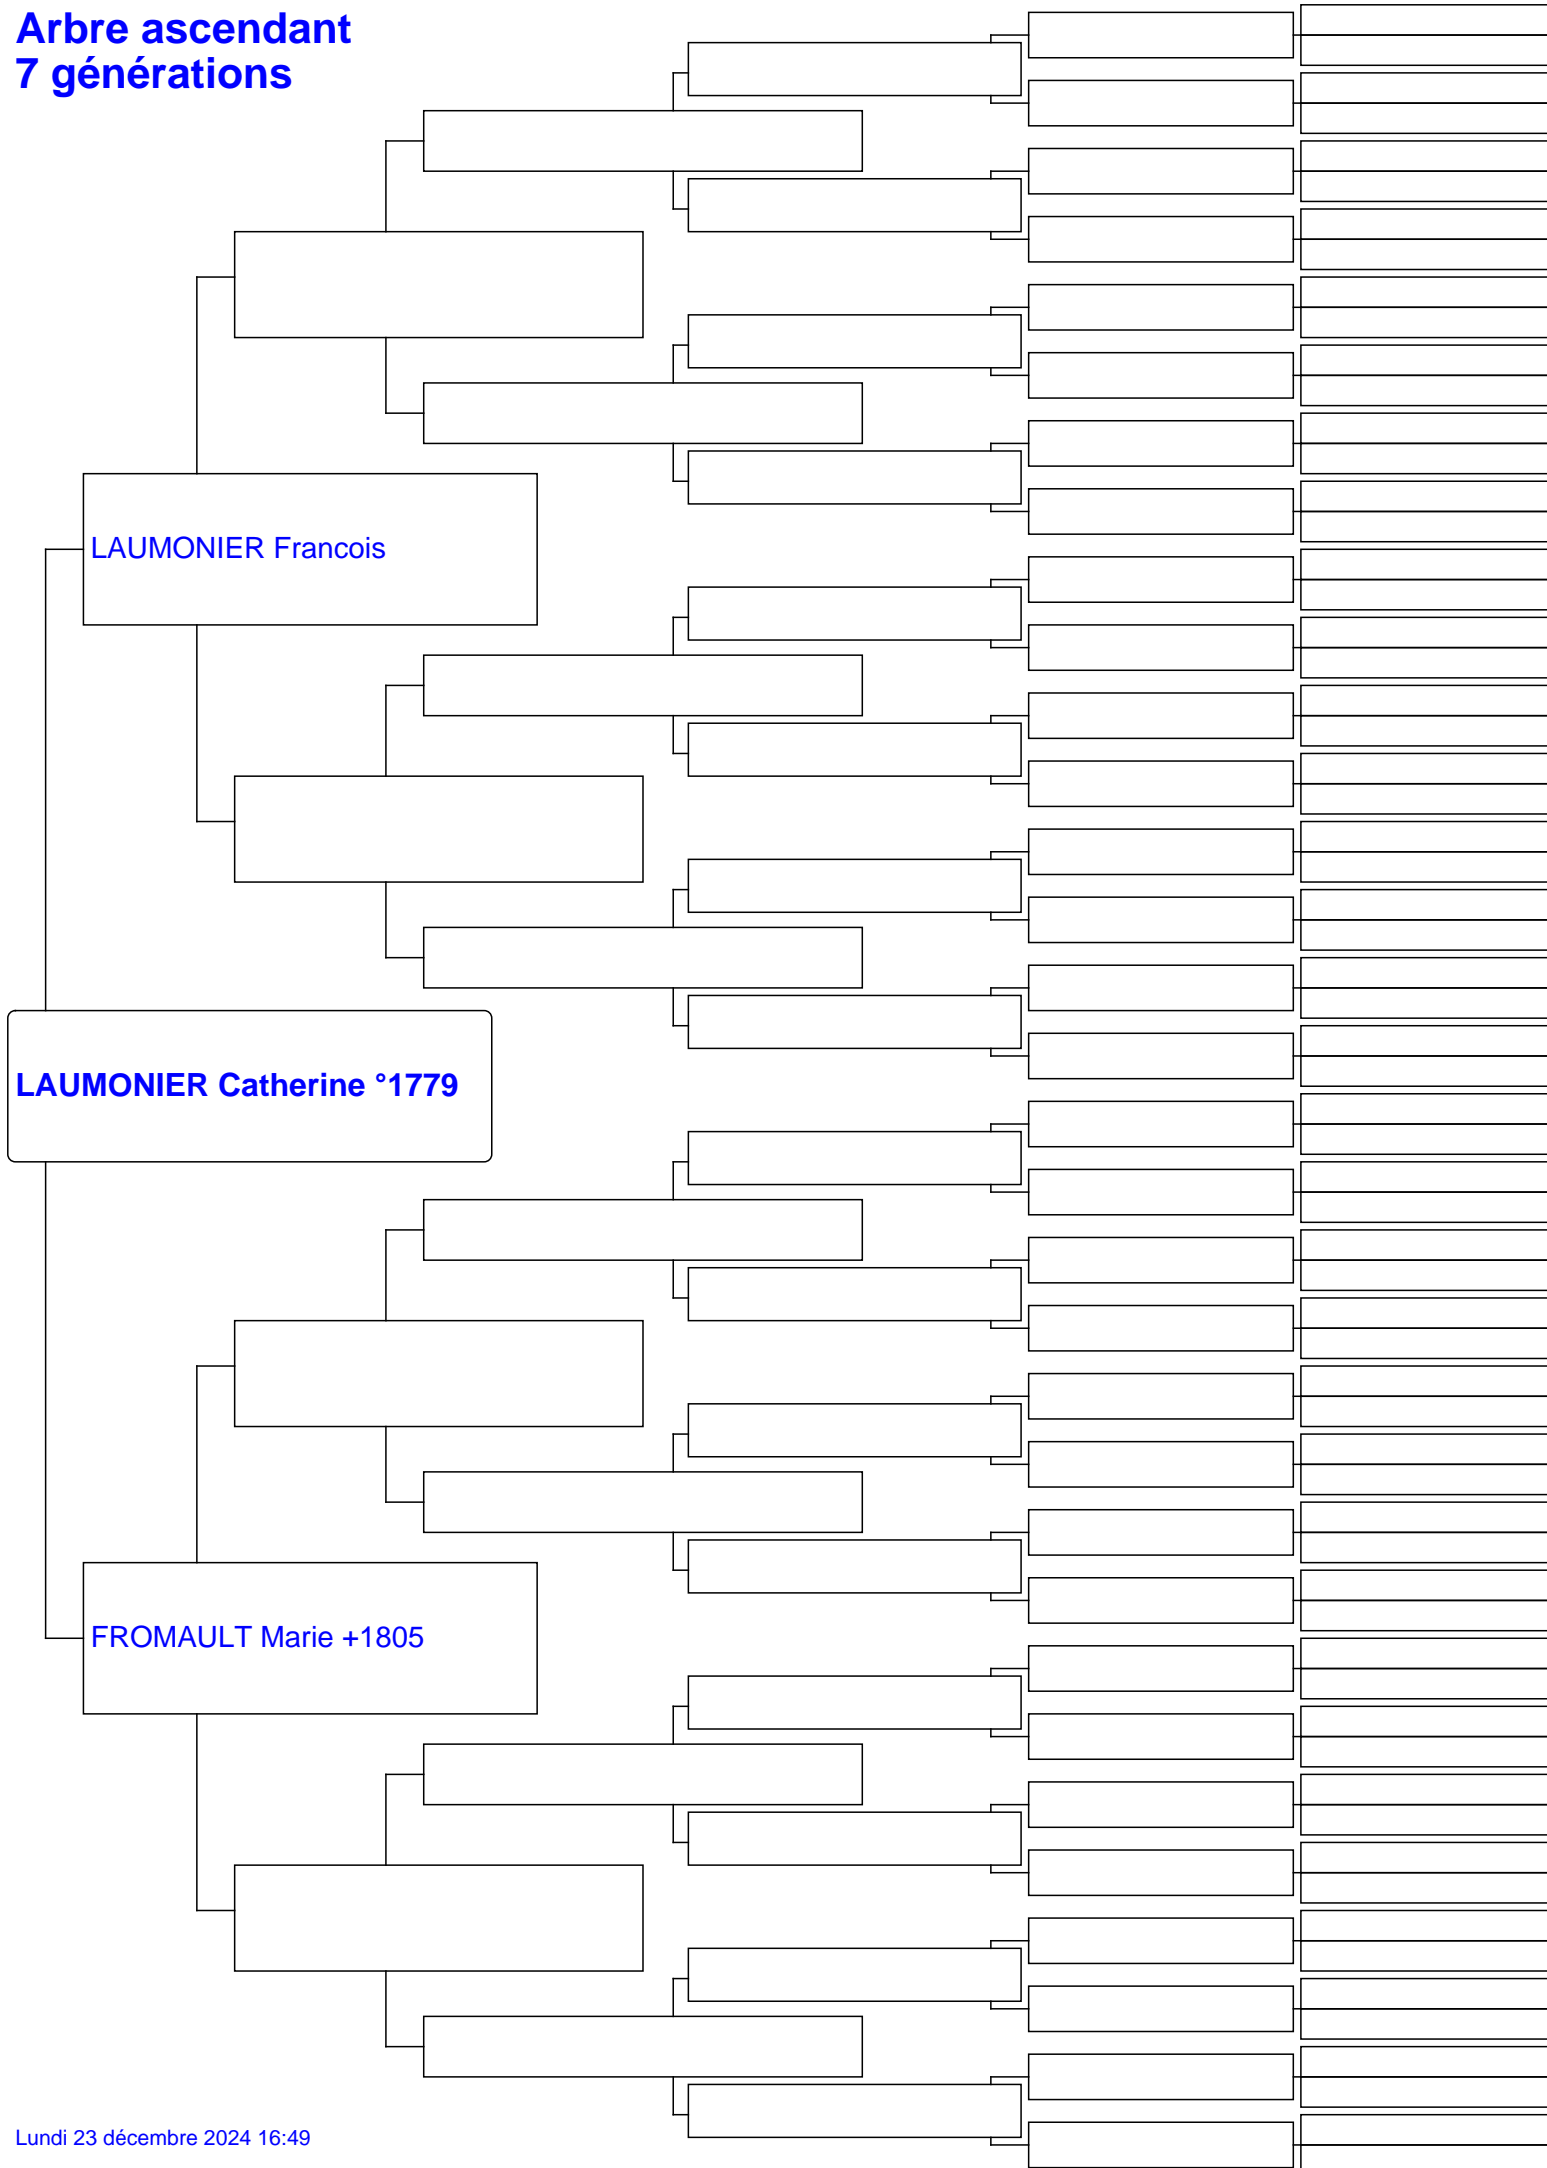 Arbre ascendant
7 générations
LAUMONIER Francois
LAUMONIER Catherine °1779
FROMAULT Marie +1805
Lundi 23 décembre 2024 16:49